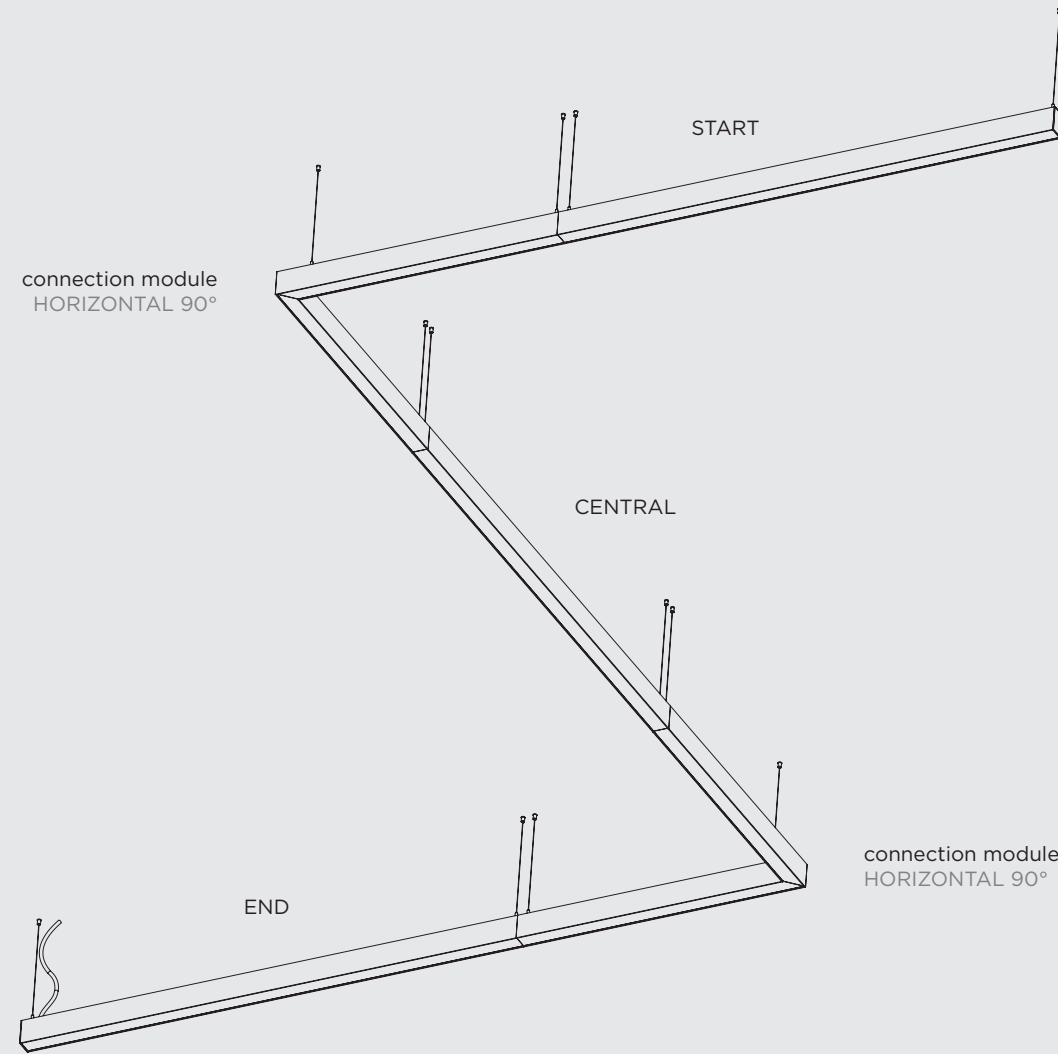 START
connection module
HORIZONTAL 90°
CENTRAL
connection module
HORIZONTAL 90°
END